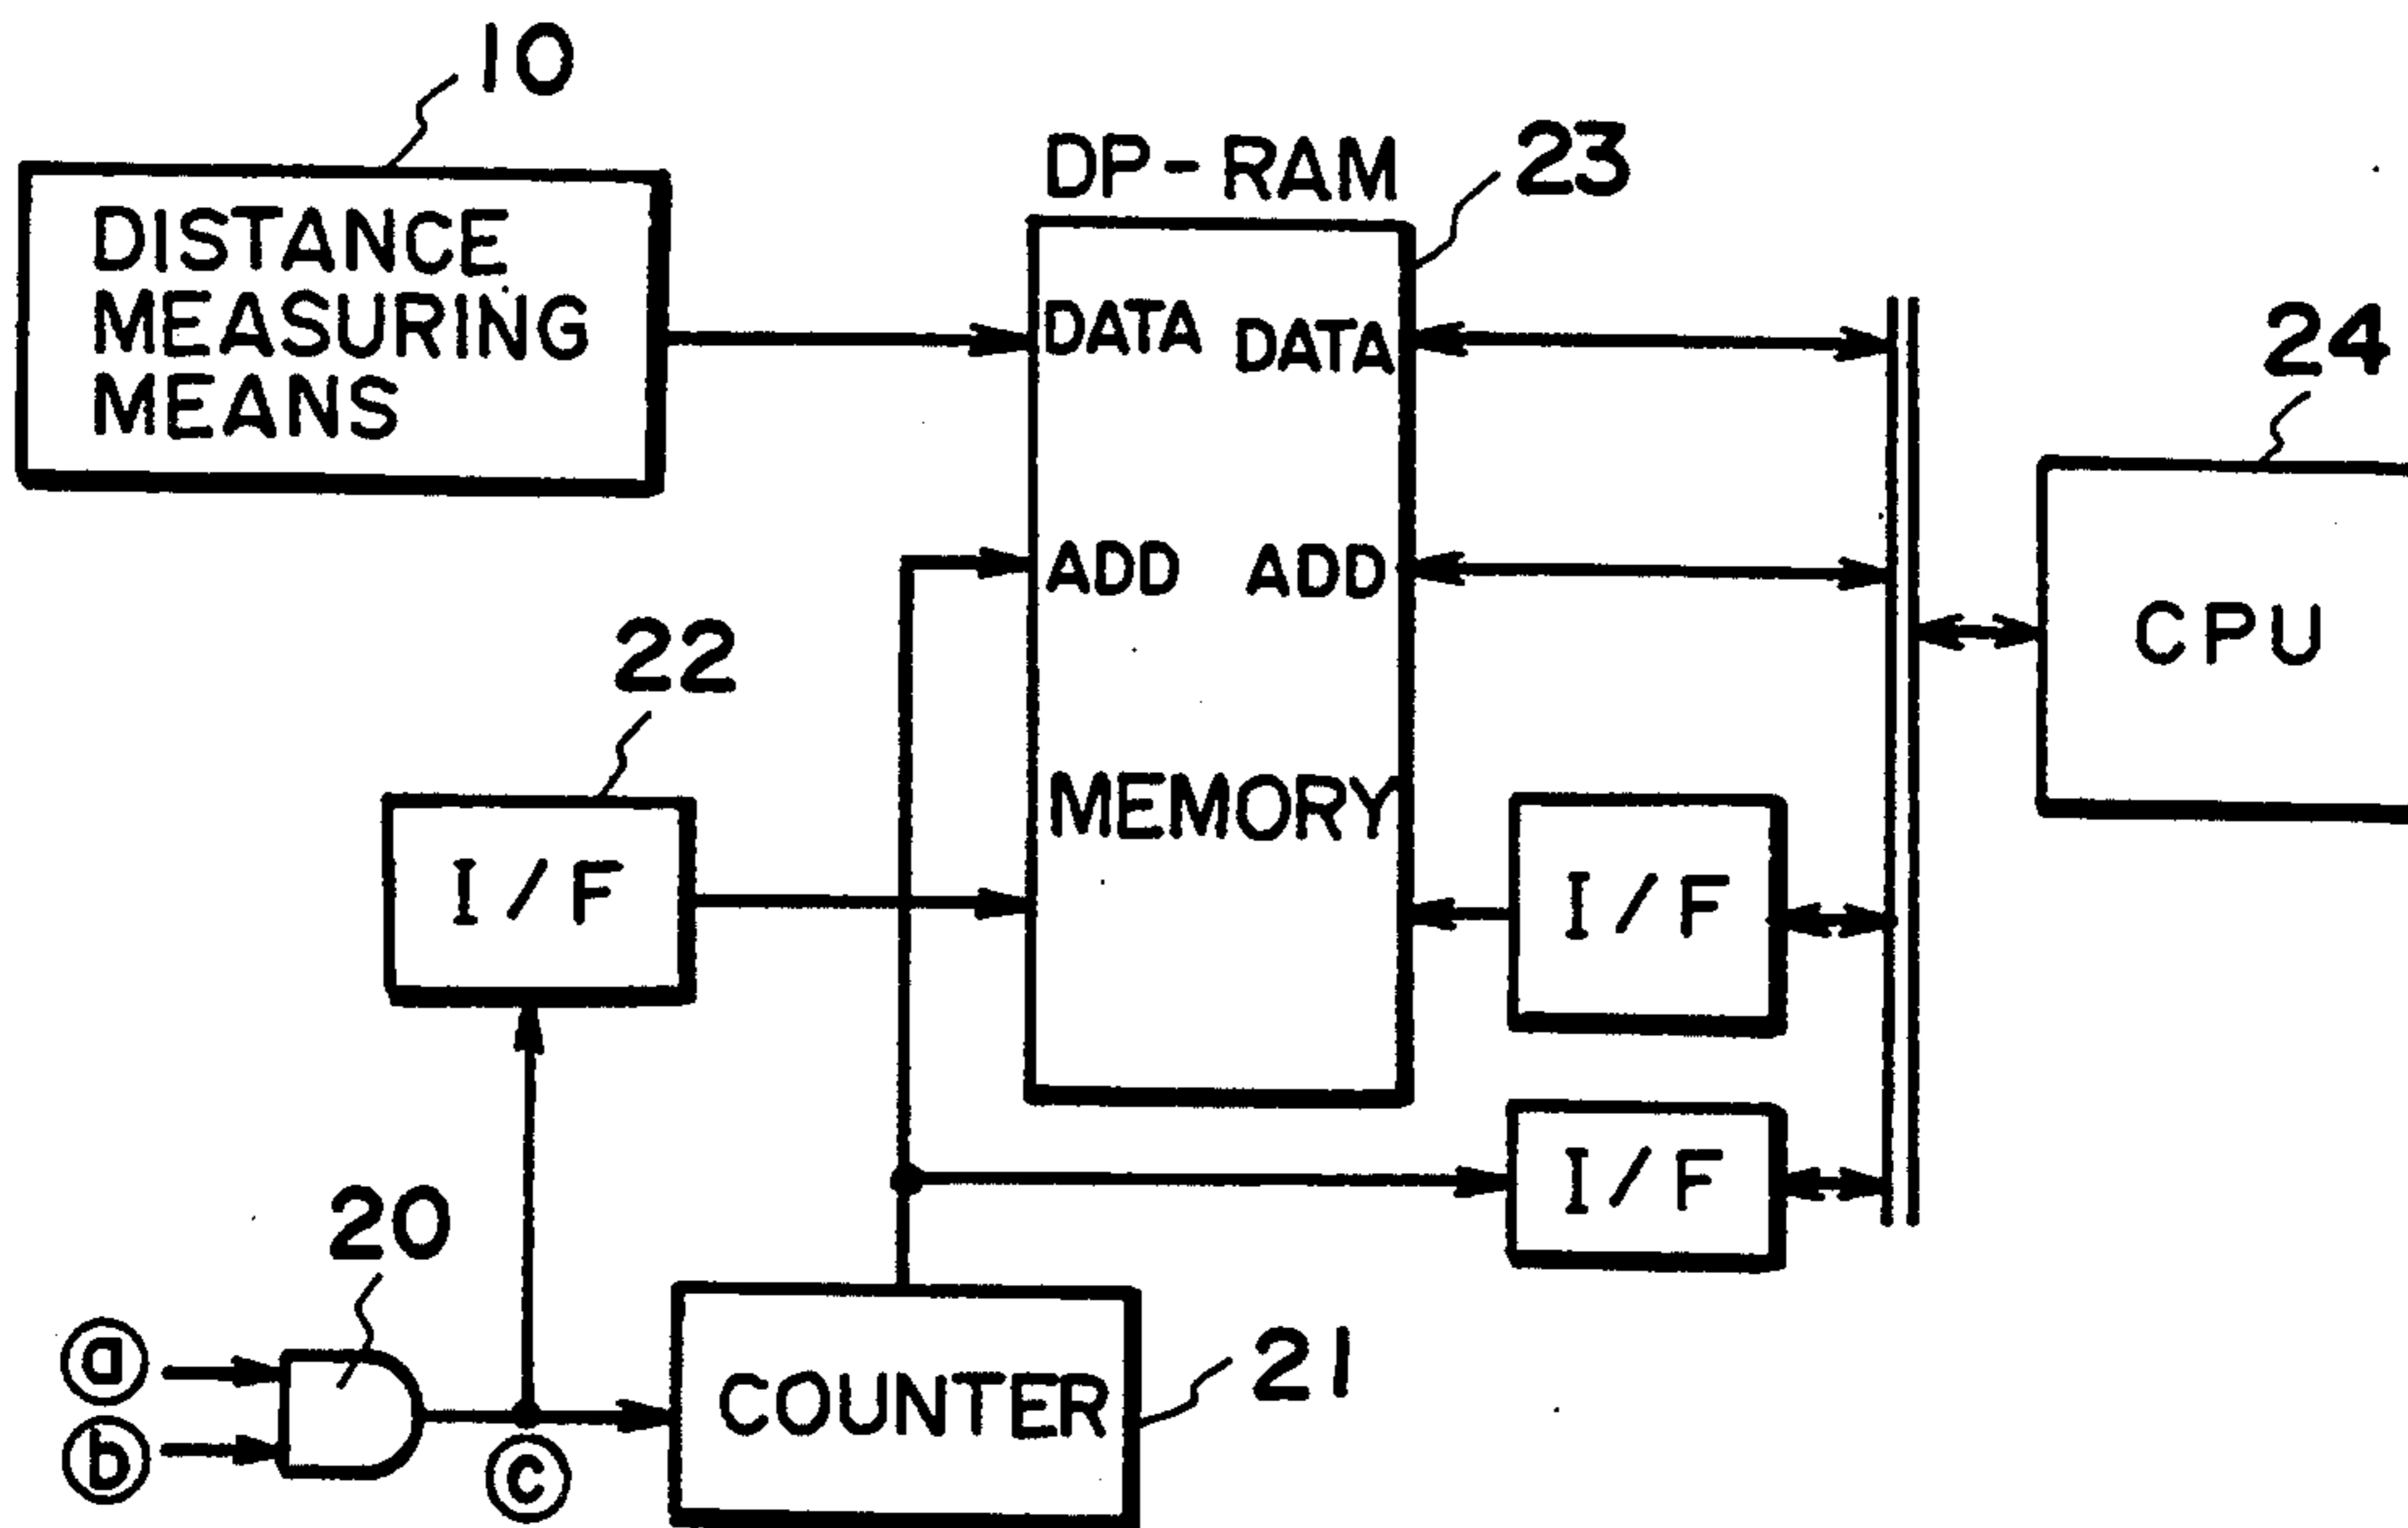 10
DISTANCE
MEASURING
MEANS
DP-RAM
23
DATA DATA
ADD ADD
MEMORY
24
CPU
22
I/F
I/F
I/F
20
ⓐ
ⓑ
ⓒ
COUNTER
21